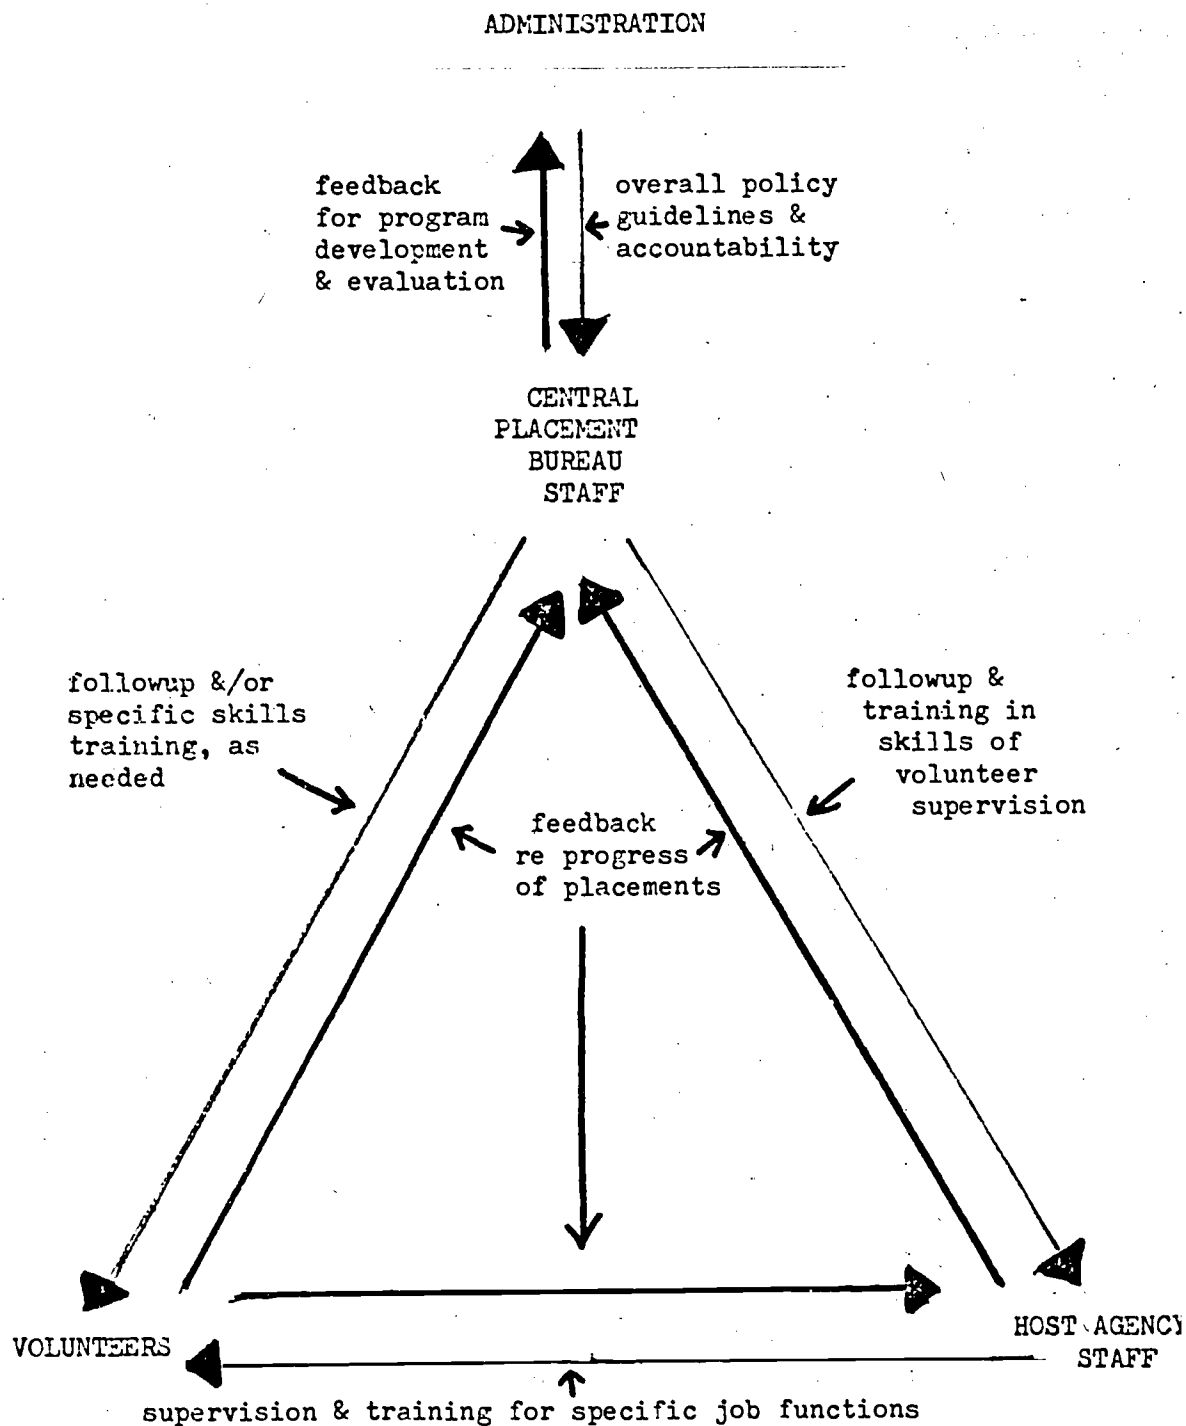 ADMINISTRATION
feedback
for program
development
& evaluation
overall policy
guidelines &
accountability
CENTRAL
PLACEMENT
BUREAU
STAFF
followup &/or
specific skills
training, as
needed
followup &
training in
skills of
volunteer
supervision
feedback
re progress
of placements
VOLUNTEERS
HOST AGENCY
STAFF
supervision & training for specific job functions